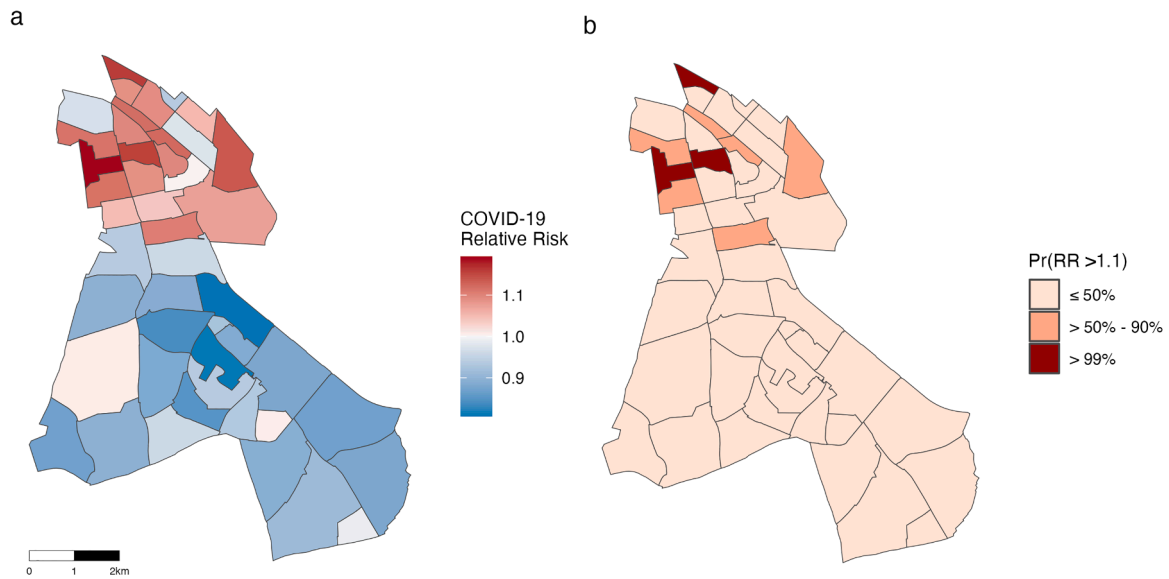 a
b
COVID-19
Relative Risk
1.1
1.0
0.9
Pr(RR >1.1)
≤ 50%
> 50% - 90%
> 99%
0 1 2km